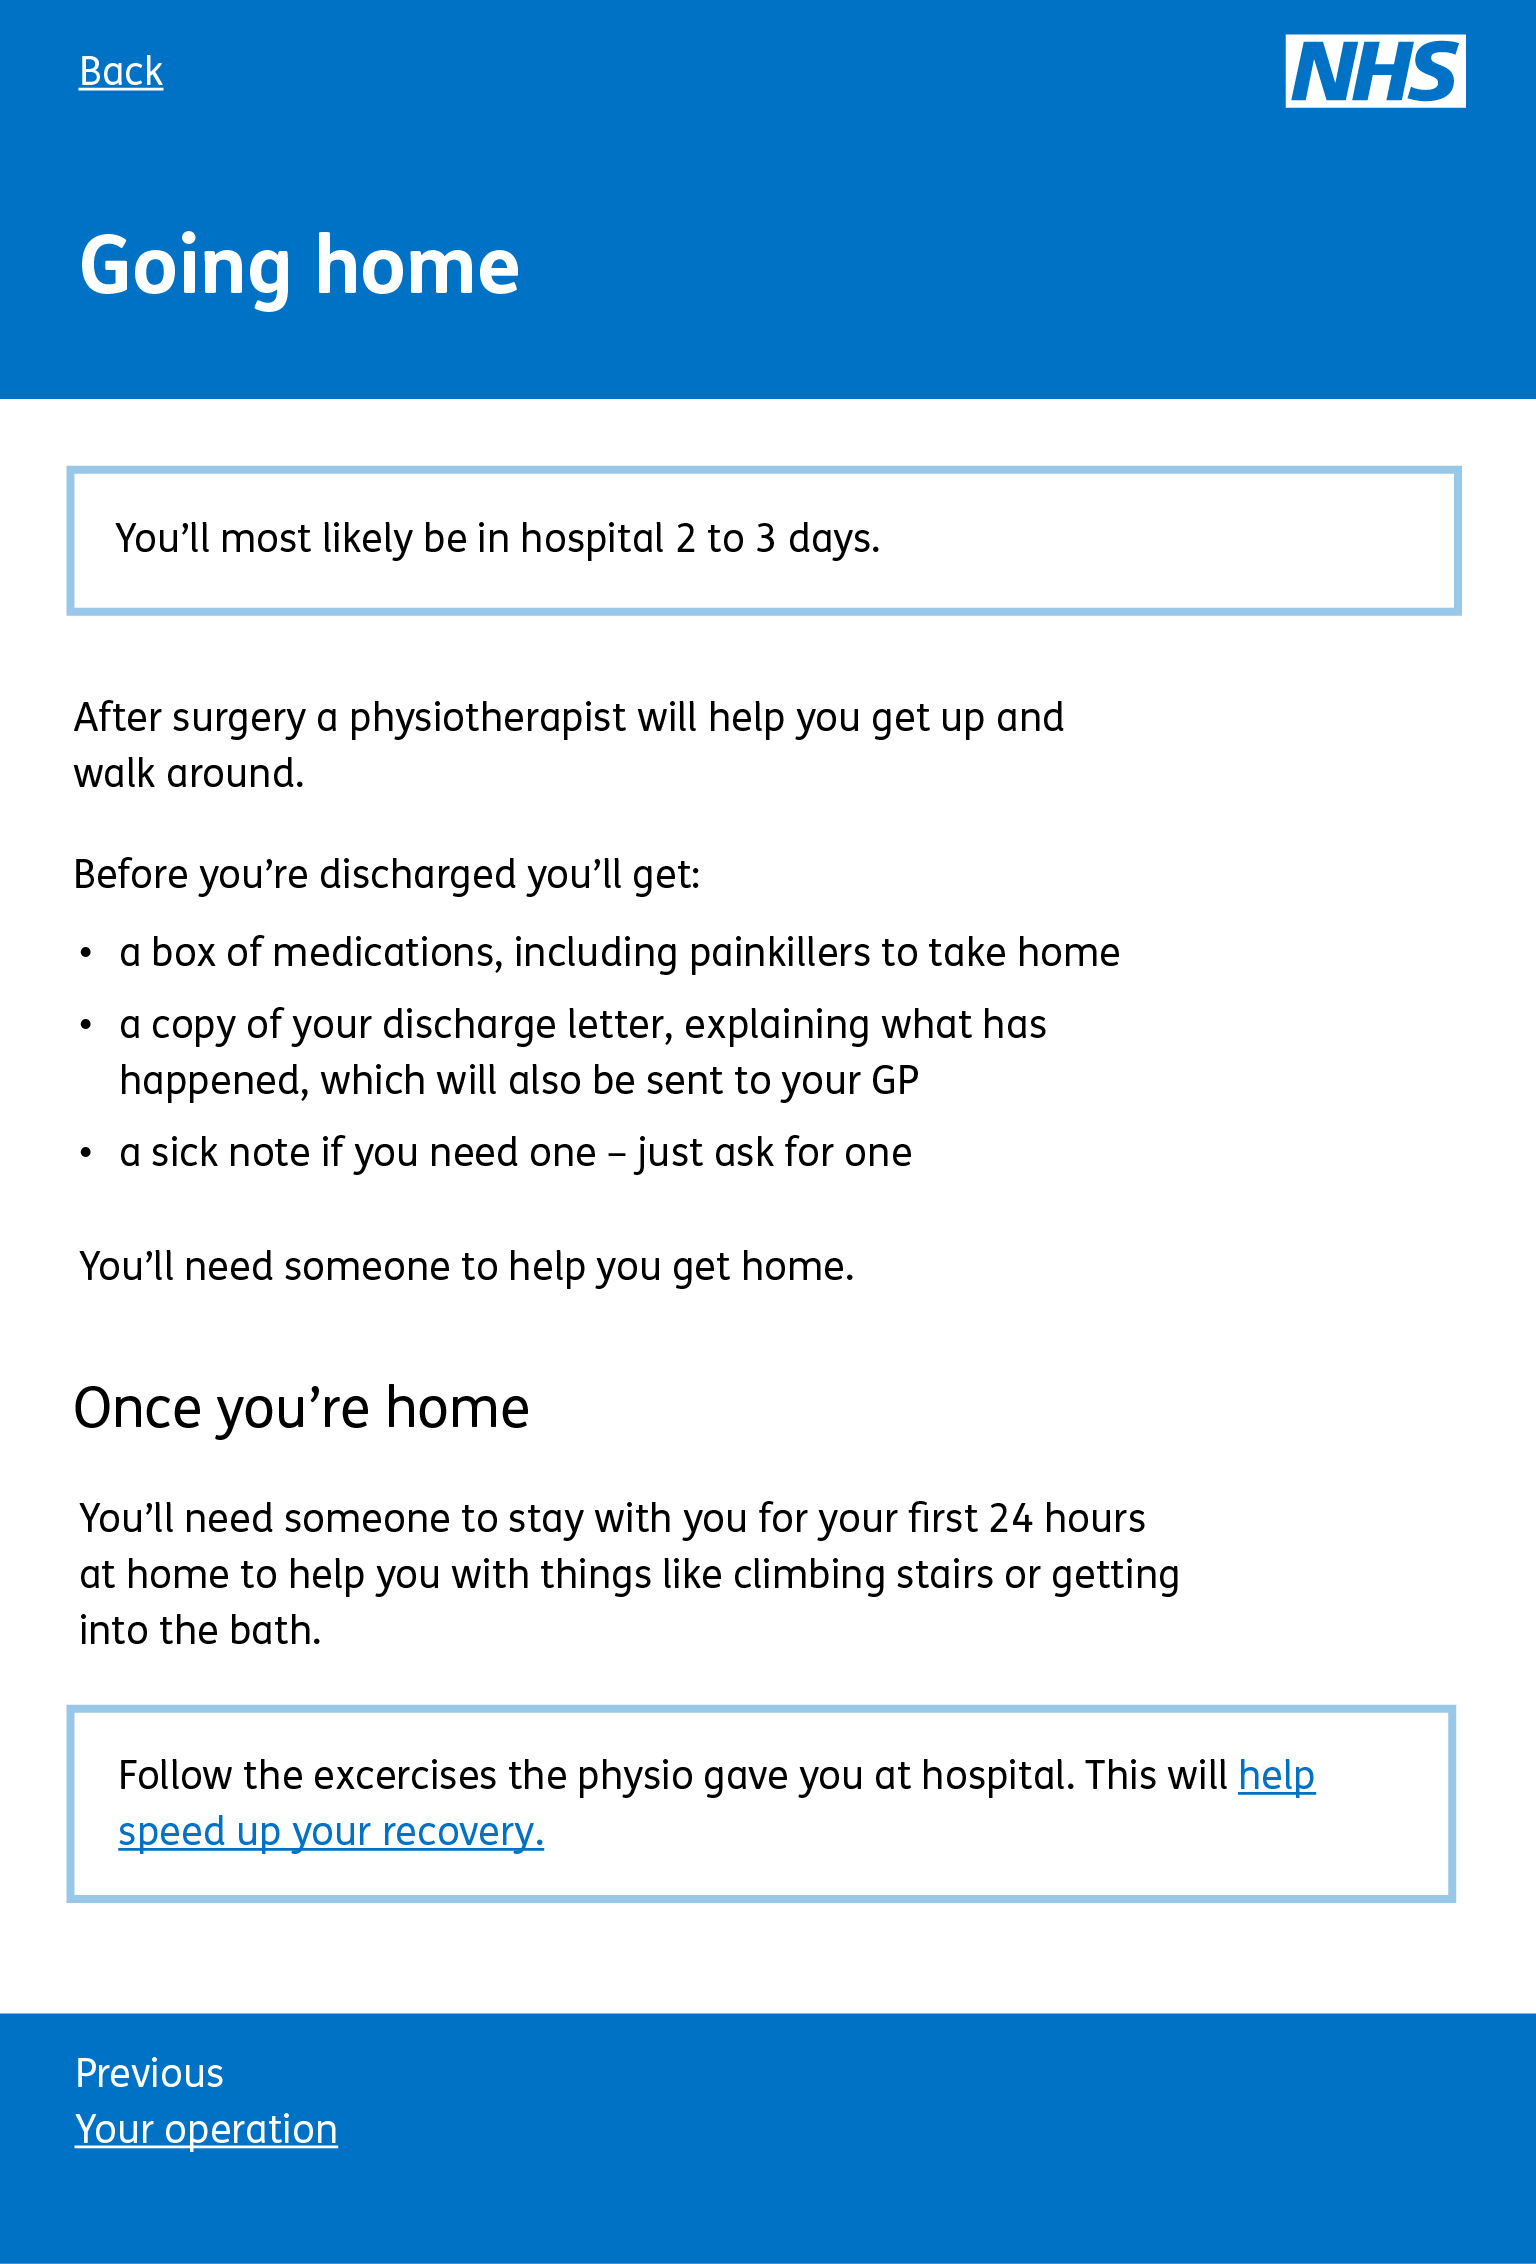 Back
NHS
Going home
You’ll most likely be in hospital 2 to 3 days.
After surgery a physiotherapist will help you get up and
walk around.
Before you’re discharged you’ll get:
• a box of medications, including painkillers to take home
• a copy of your discharge letter, explaining what has
happened, which will also be sent to your GP
• a sick note if you need one – just ask for one
You’ll need someone to help you get home.
Once you’re home
You’ll need someone to stay with you for your first 24 hours
at home to help you with things like climbing stairs or getting
into the bath.
Follow the excercises the physio gave you at hospital. This will help
speed up your recovery.
Previous
Your operation